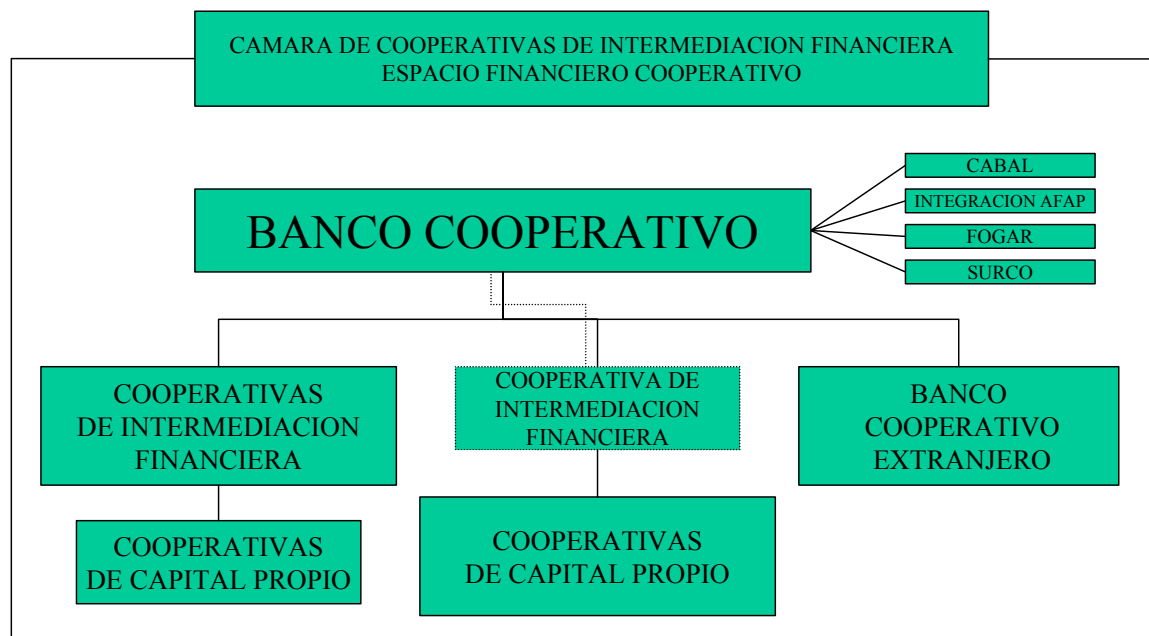 CAMARA DE COOPERATIVAS DE INTERMEDIACION FINANCIERA
ESPACIO FINANCIERO COOPERATIVO
CABAL
INTEGRACION AFAP
FOGAR
SURCO
BANCO COOPERATIVO
COOPERATIVAS
DE INTERMEDIACION
FINANCIERA
COOPERATIVA DE
INTERMEDIACION
FINANCIERA
BANCO
COOPERATIVO
EXTRANJERO
COOPERATIVAS
DE CAPITAL PROPIO
COOPERATIVAS
DE CAPITAL PROPIO